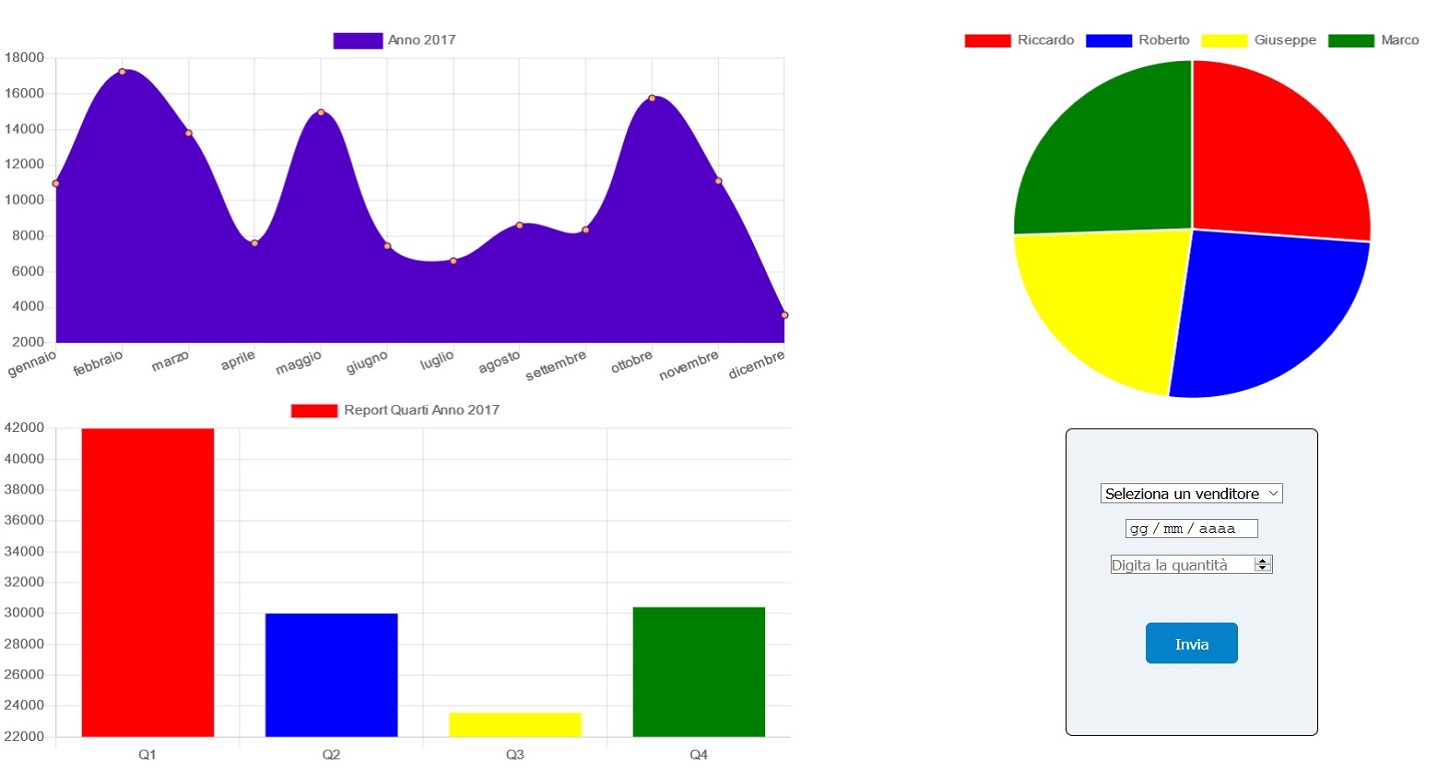 Anno 2017
18000
16000
14000
12000
10000
8000
6000
4000
2000
gennaio febbraio marzo aprile maggio giugno luglio agosto settembre ottobre novembre dicembre
Riccardo Roberto Giuseppe Marco
Report Quarti Anno 2017
42000
40000
38000
36000
34000
32000
30000
28000
26000
24000
22000
Q1 Q2 Q3 Q4
Seleziona un venditore
gg / mm / aaaa
Digita la quantità
Invia